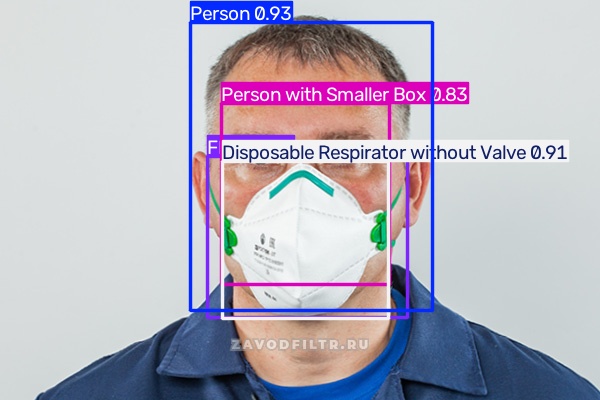 Person 0.93
Person with Smaller Box 0.83
F
Disposable Respirator without Valve 0.91
ZAVODFILTR.RU